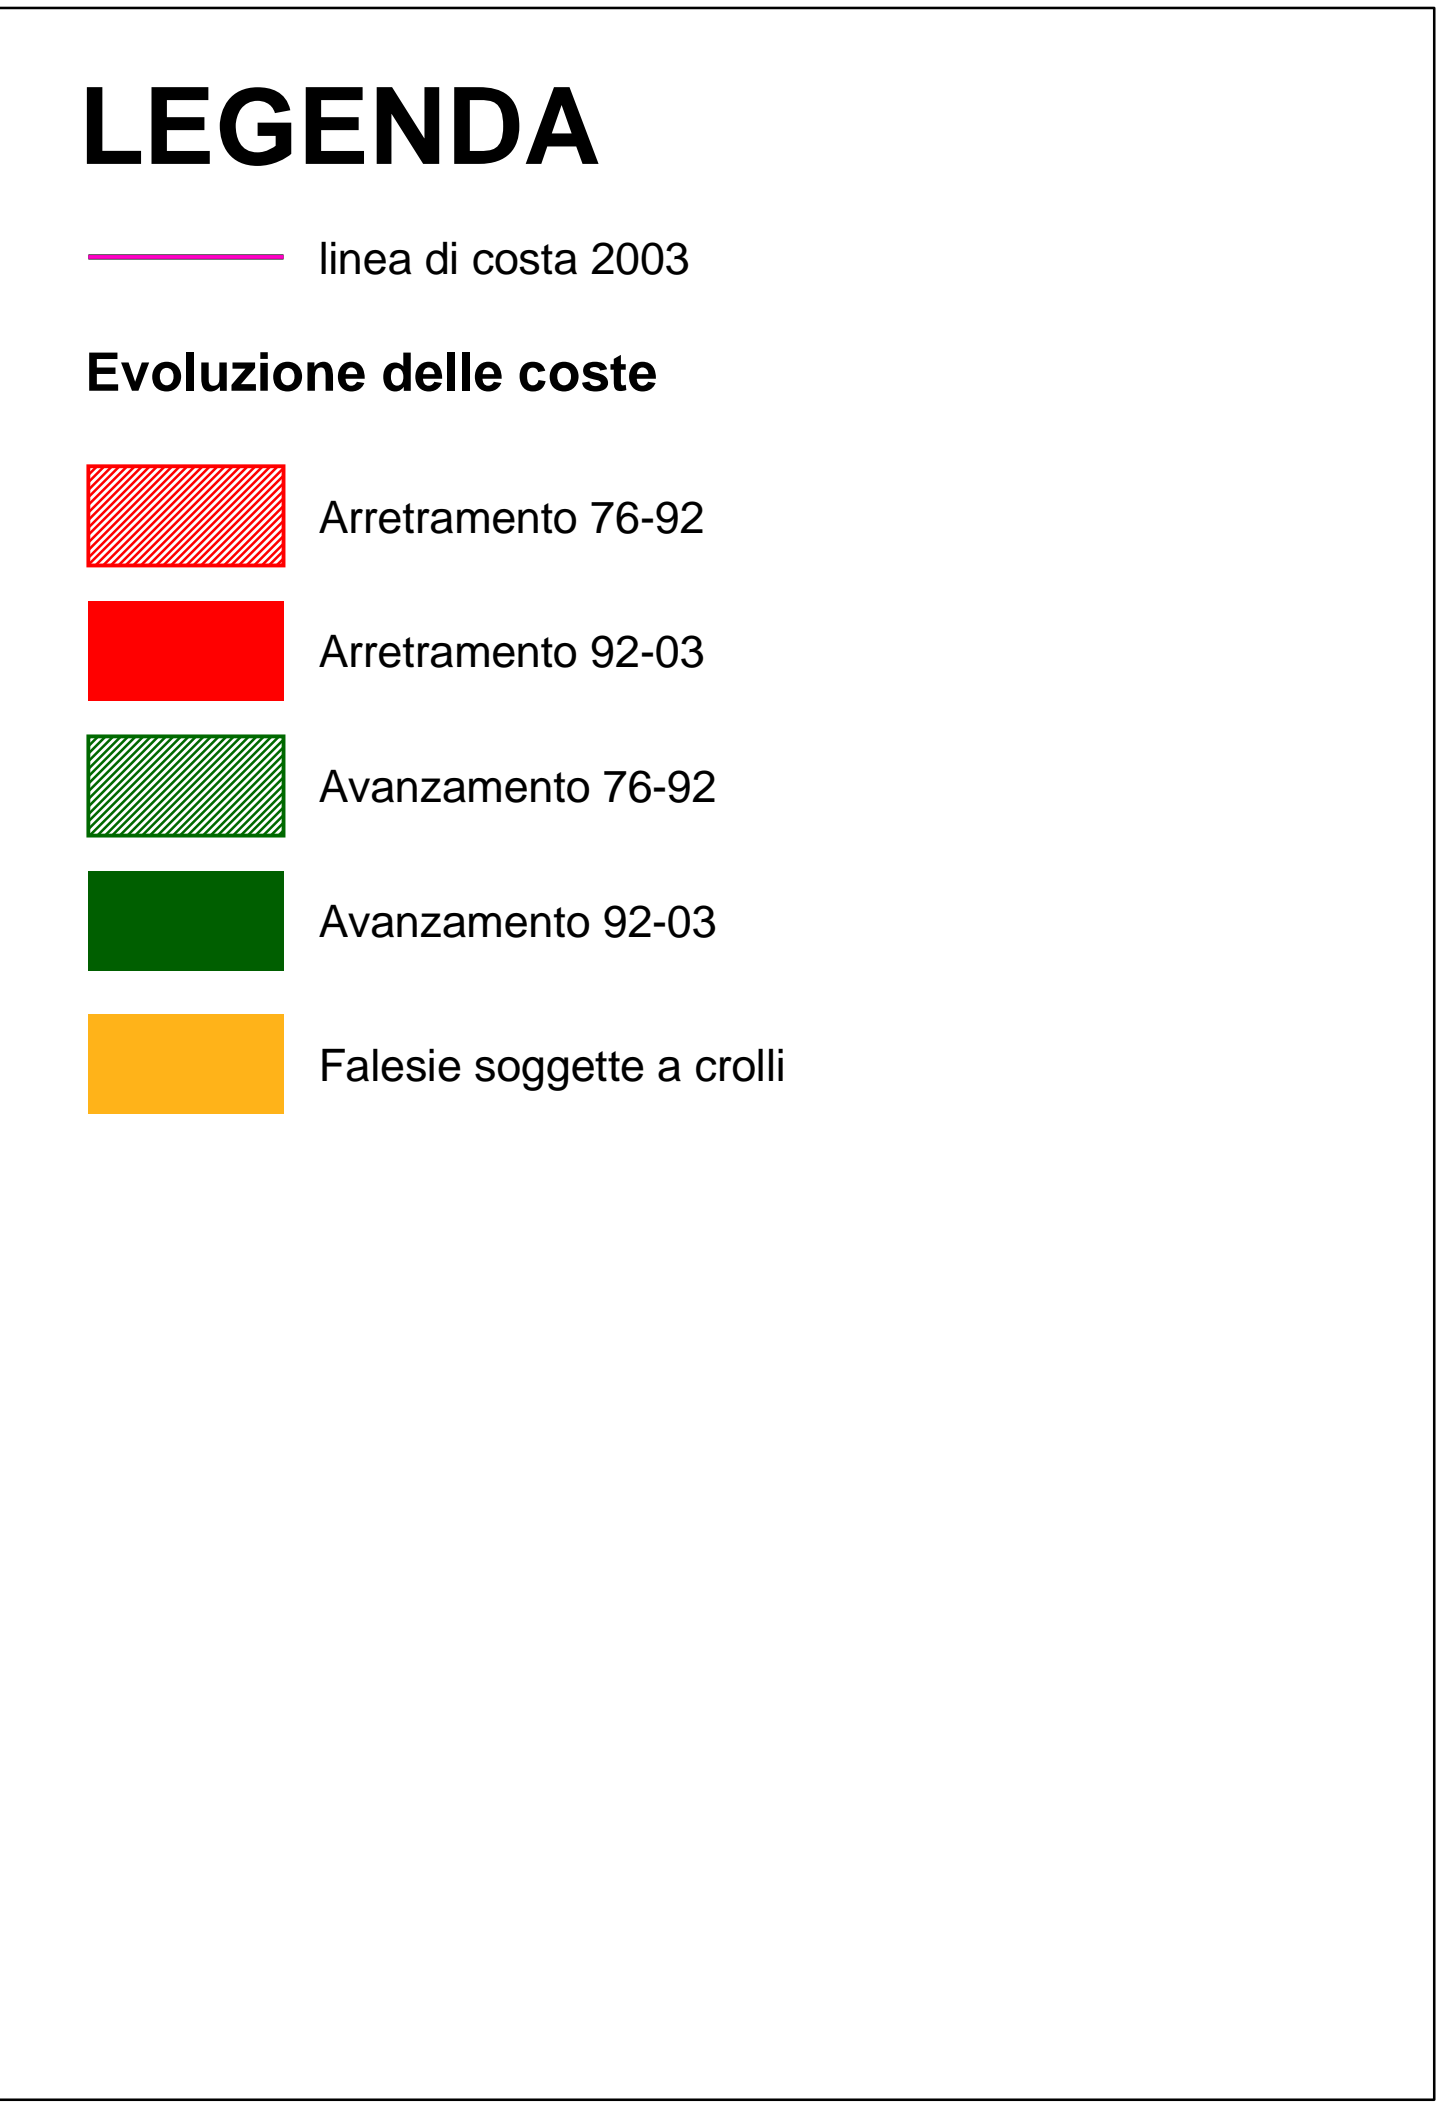 LEGENDA
linea di costa 2003
Evoluzione delle coste
Arretramento 76-92
Arretramento 92-03
Avanzamento 76-92
Avanzamento 92-03
Falesie soggette a crolli